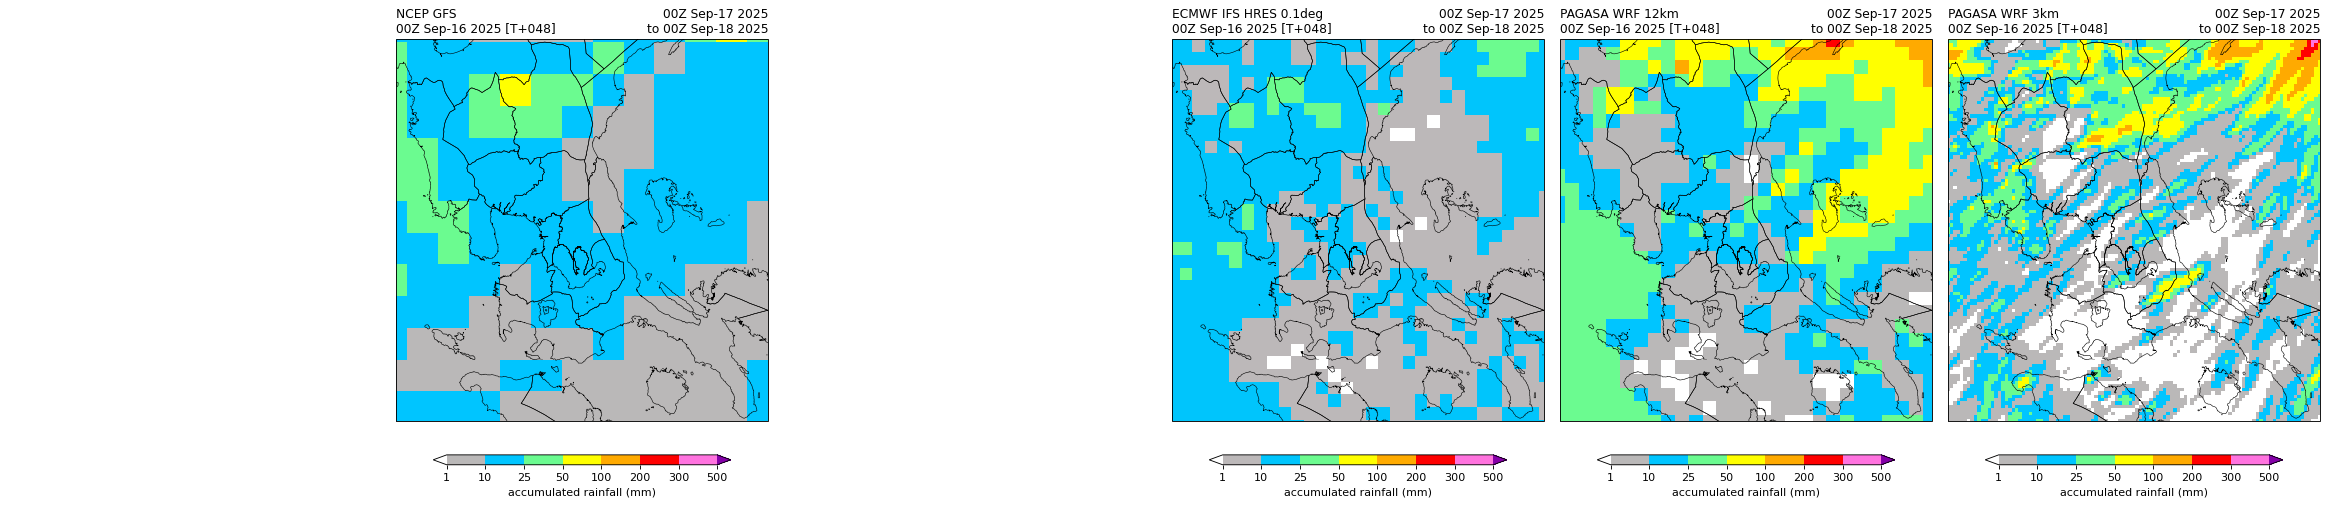 NCEP GFS 00Z Sep-17 2025
00Z Sep-16 2025 [T+048] to 00Z Sep-18 2025
1 10 25 50 100 200 300 500
accumulated rainfall (mm)
ECMWF IFS HRES 0.1deg 00Z Sep-17 2025
00Z Sep-16 2025 [T+048] to 00Z Sep-18 2025
1 10 25 50 100 200 300 500
accumulated rainfall (mm)
PAGASA WRF 12km 00Z Sep-17 2025
00Z Sep-16 2025 [T+048] to 00Z Sep-18 2025
1 10 25 50 100 200 300 500
accumulated rainfall (mm)
PAGASA WRF 3km 00Z Sep-17 2025
00Z Sep-16 2025 [T+048] to 00Z Sep-18 2025
1 10 25 50 100 200 300 500
accumulated rainfall (mm)